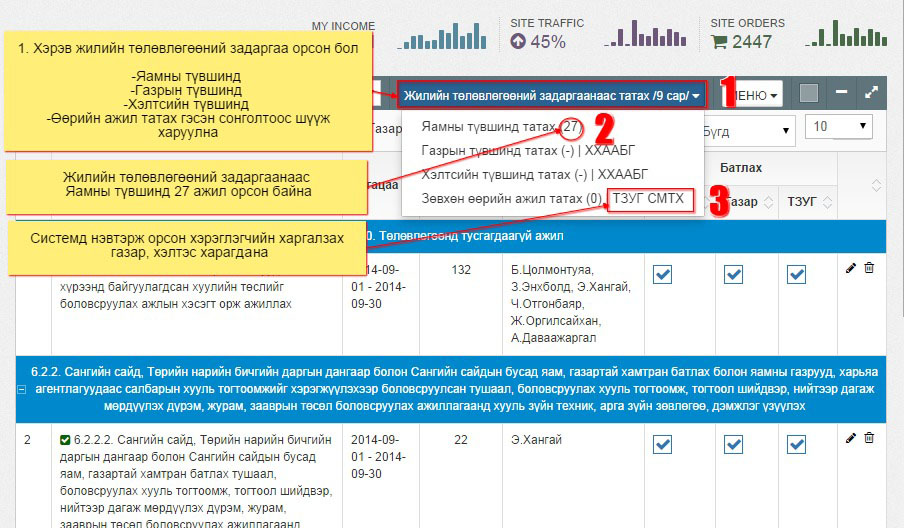 MY INCOME
SITE TRAFFIC
45%
SITE ORDERS
2447
1. Хэрэв жилийн төлөвлөгөөний задаргаа орсон бол
-Яамны түвшинд
-Газрын түвшинд
-Хэлтсийн түвшинд
-Өөрийн ажил татах гэсэн сонголтоос шүүж
харуулна
Жилийн төлөвлөгөөний задаргаанаас татах /9 сар/
1
МЕНЮ
Яамны түвшинд татах (27)
2
Газрын түвшинд татах (-) | ХХААБГ
Хэлтсийн түвшинд татах (-) | ХХААБГ
Зөвхөн өөрийн ажил татах (0) ТЗУГ СМТХ
3
Газар
Бүгд
10
Жилийн төлөвлөгөөний задаргаанаас
Яамны түвшинд 27 ажил орсон байна
Системд нэвтэрж орсон хэрэглэгчийн харгалзах
газар, хэлтэс харагдана
Батлах
Газар
ТЗУГ
0. Төлөвлөгөөнд тусгагдаагүй ажил
хүрээнд байгуулагдсан хуулийн төслийг
боловсруулах ажлын хэсэгт орж ажиллах
2014-09-
01 - 2014-
09-30
132
Б.Цолмонтуяа,
З.Энхболд, Э.Хангай,
Ч.Отгонбаяр,
Ж.Оргилсайхан,
А.Даваажаргал
6.2.2. Сангийн сайд, Төрийн нарийн бичгийн даргын дангаар болон Сангийн сайдын бусад яам, газартай хамтран батлах болон яамны газрууд, харьяа
агентлагуудаас салбарын хууль тогтоомжийг хэрэгжүүлэхээр боловсруулсан тушаал, боловсруулах хууль тогтоомж, тогтоол шийдвэр, нийтээр дагаж
мөрдүүлэх дүрэм, журам, зааврын төсөл боловсруулах ажиллагаанд хууль зүйн техник, арга зүйн зөвлөгөө, дэмжлэг үзүүлэх
2
6.2.2.2. Сангийн сайд, Төрийн нарийн бичгийн
даргын дангаар болон Сангийн сайдын бусад
яам, газартай хамтран батлах тушаал,
боловсруулах хууль тогтоомж, тогтоол шийдвэр,
нийтээр дагаж мөрдүүлэх дүрэм, журам,
зааврын төсөл боловсруулах ажиллагаанд
2014-09-
01 - 2014-
09-30
22
Э.Хангай